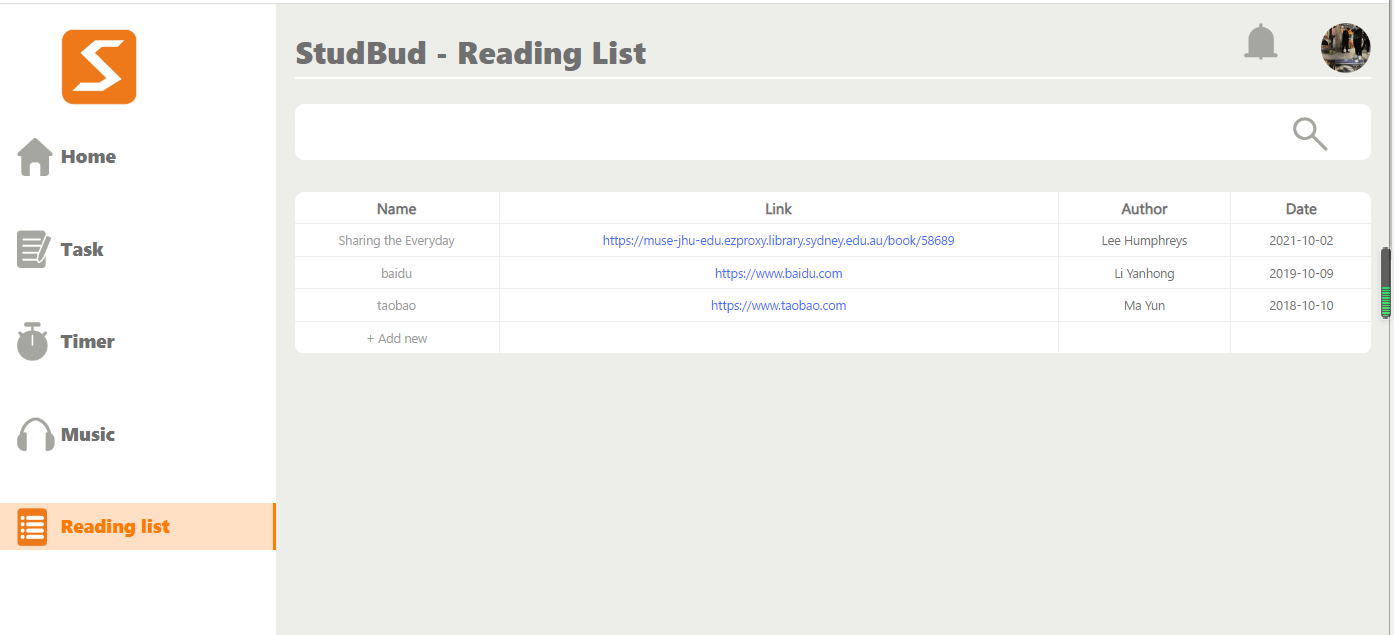 StudBud - Reading List
Home
Task
Timer
Music
Reading list
Name Link Author Date
Sharing the Everyday https://muse-jhu-edu.ezproxy.library.sydney.edu.au/book/58689 Lee Humphreys 2021-10-02
baidu https://www.baidu.com Li Yanhong 2019-10-09
taobao https://www.taobao.com Ma Yun 2018-10-10
+ Add new